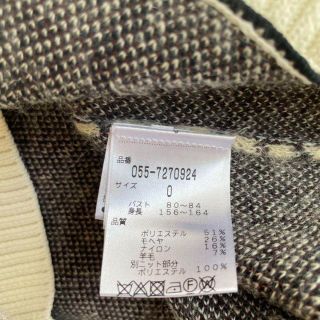 品番
055-7270924
サイズ
0
バスト 80~84
身長 156~164
品質
ポリエステル 51%
モヘヤ 26%
ナイロン 16%
羊毛 7%
別ニット部分
ポリエステル 100%